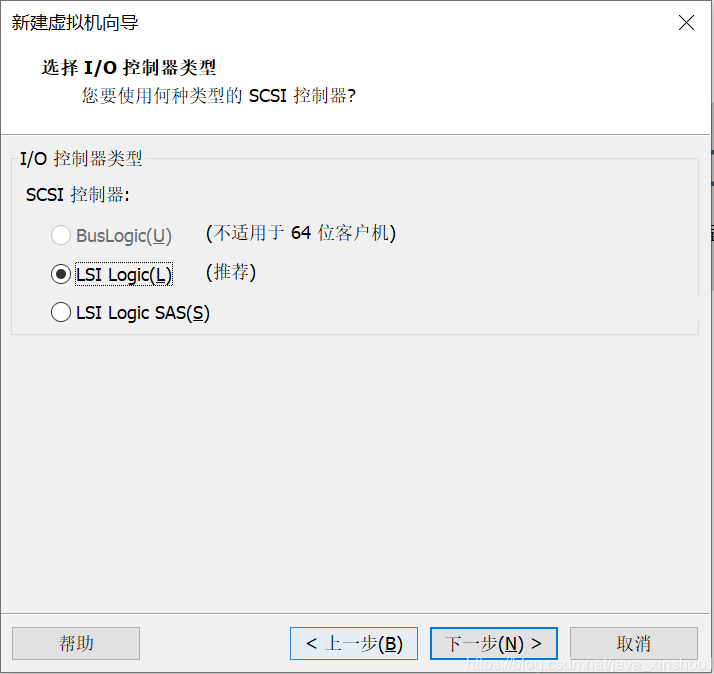 新建虚拟机向导
选择 I/O 控制器类型
您要使用何种类型的 SCSI 控制器?
I/O 控制器类型
SCSI 控制器:
BusLogic(U) (不适用于 64 位客户机)
LSI Logic(L) (推荐)
LSI Logic SAS(S)
帮助 < 上一步(B) 下一步(N) > 取消
https://blog.csdn.net/java_xinshou1